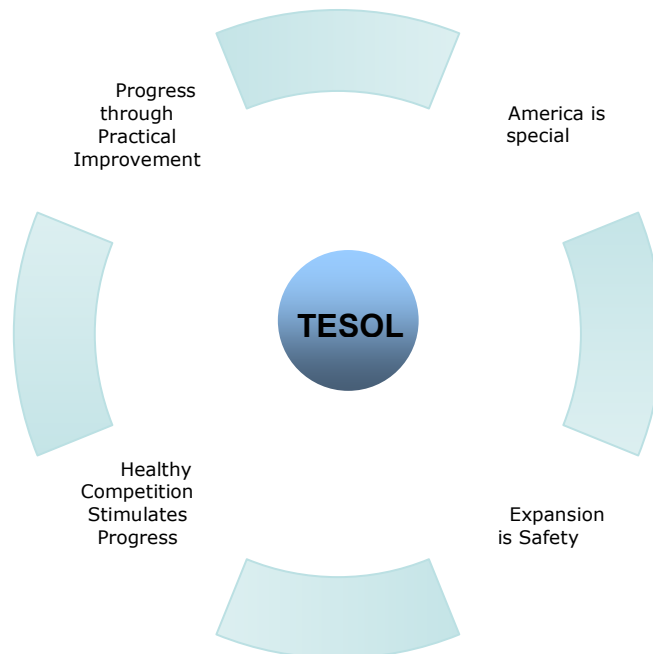 Progress
through
Practical
Improvement
America is
special
TESOL
Healthy
Competition
Stimulates
Progress
Expansion
is Safety